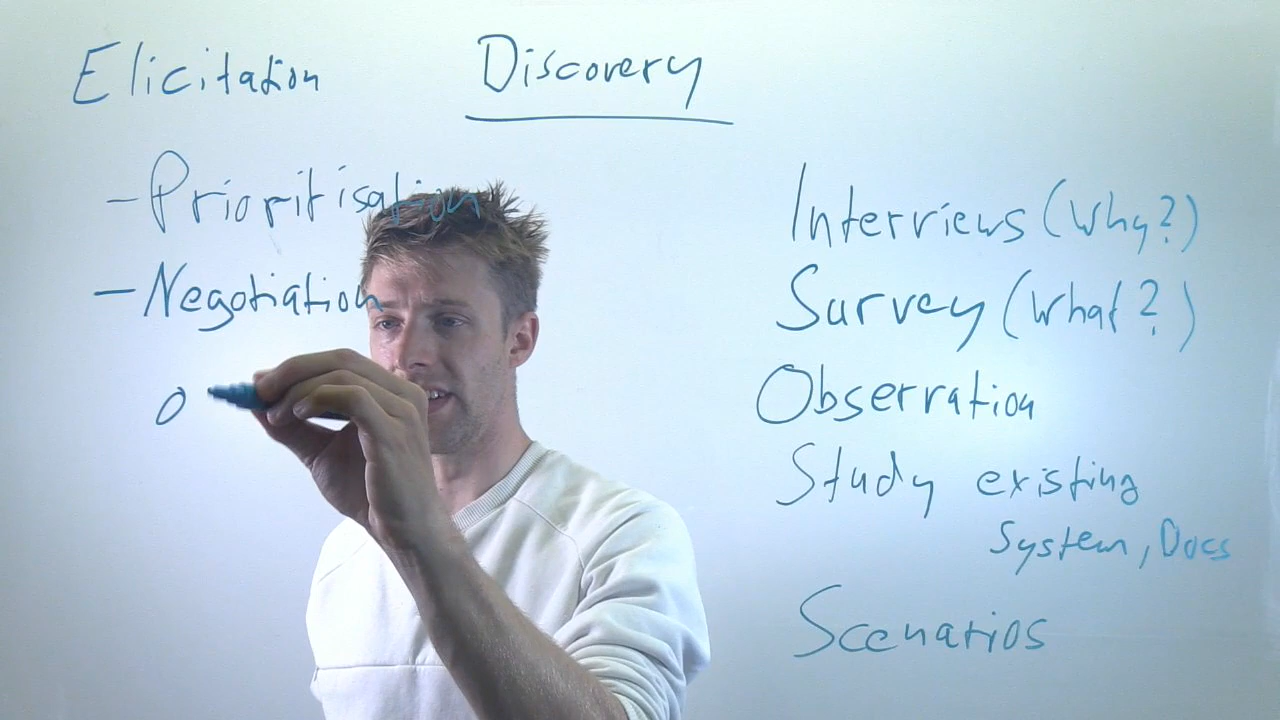 Elicitation
Discovery
- Prioritisation
- Negotiation
o
Interviews (Why?)
Survey (What?)
Observation
Study existing
System, Docs
Scenarios